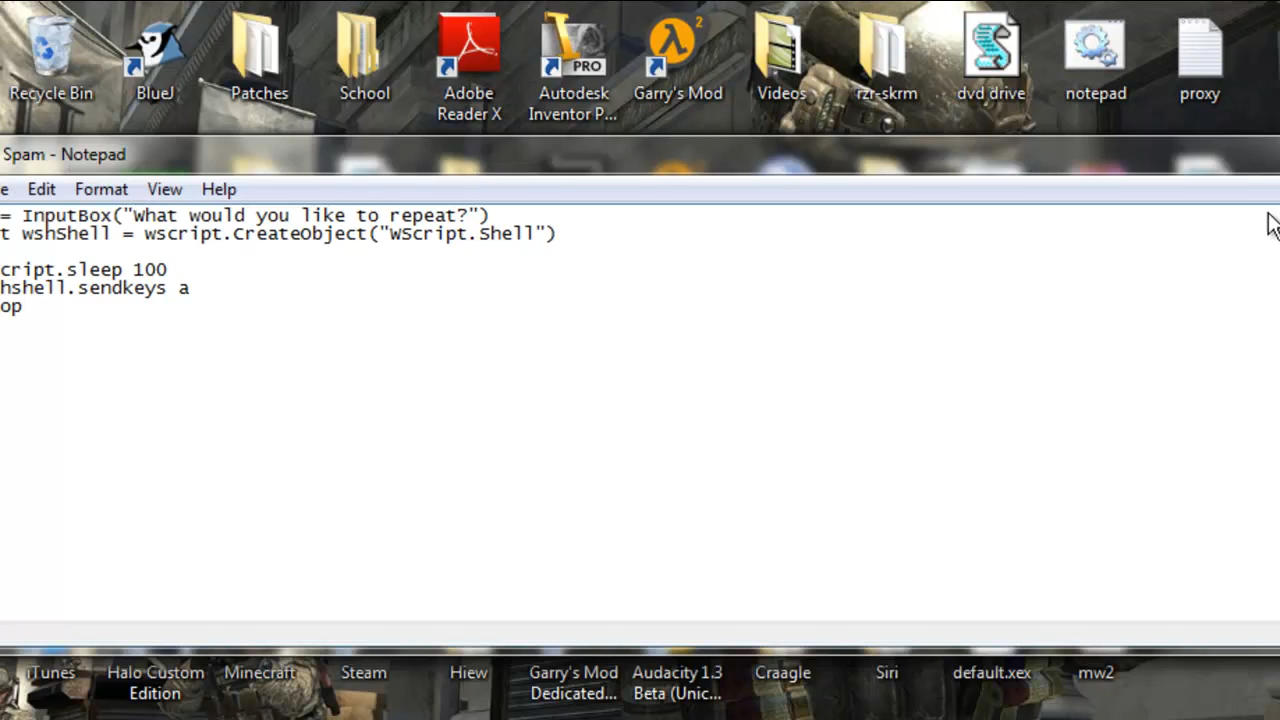 Recycle Bin
BlueJ
Patches
School
Adobe
Reader X
PRO
Autodesk
Inventor P...
2
Garry's Mod
Videos
rzr-skrm
dvd drive
notepad
proxy
Spam - Notepad
e Edit Format View Help
= InputBox("What would you like to repeat?")
t wshShell = wscript.CreateObject("WScript.Shell")
cript.sleep 100
hshell.sendkeys a
op
iTunes
Halo Custom
Edition
Minecraft
Steam
Hiew
Garry's Mod
Dedicated...
Audacity 1.3
Beta (Unic...
Craagle
Siri
default.xex
mw2